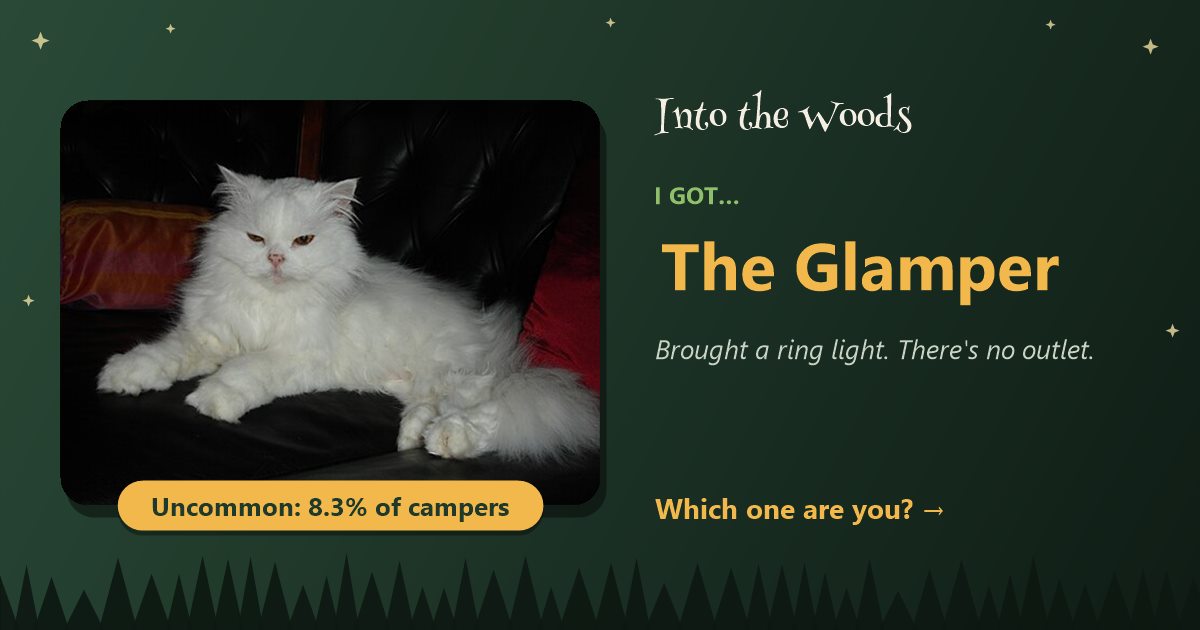 Into the Woods
I GOT...
The Glamper
Brought a ring light. There's no outlet.
Uncommon: 8.3% of campers
Which one are you? →